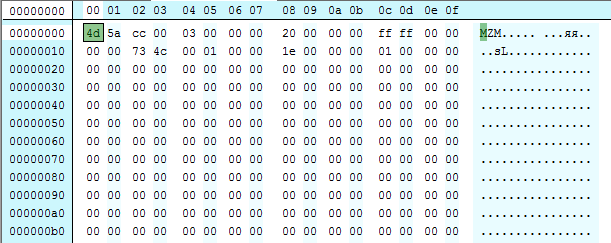 00000000 00 01 02 03 04 05 06 07 08 09 0a 0b 0c 0d 0e 0f
00000000 4d 5a cc 00 03 00 00 00 20 00 00 00 ff ff 00 00 MZМ..... ...яя..
00000010 00 00 73 4c 00 01 00 00 1e 00 00 00 01 00 00 00 ..sL............
00000020 00 00 00 00 00 00 00 00 00 00 00 00 00 00 00 00 ................
00000030 00 00 00 00 00 00 00 00 00 00 00 00 00 00 00 00 ................
00000040 00 00 00 00 00 00 00 00 00 00 00 00 00 00 00 00 ................
00000050 00 00 00 00 00 00 00 00 00 00 00 00 00 00 00 00 ................
00000060 00 00 00 00 00 00 00 00 00 00 00 00 00 00 00 00 ................
00000070 00 00 00 00 00 00 00 00 00 00 00 00 00 00 00 00 ................
00000080 00 00 00 00 00 00 00 00 00 00 00 00 00 00 00 00 ................
00000090 00 00 00 00 00 00 00 00 00 00 00 00 00 00 00 00 ................
000000a0 00 00 00 00 00 00 00 00 00 00 00 00 00 00 00 00 ................
000000b0 00 00 00 00 00 00 00 00 00 00 00 00 00 00 00 00 ................